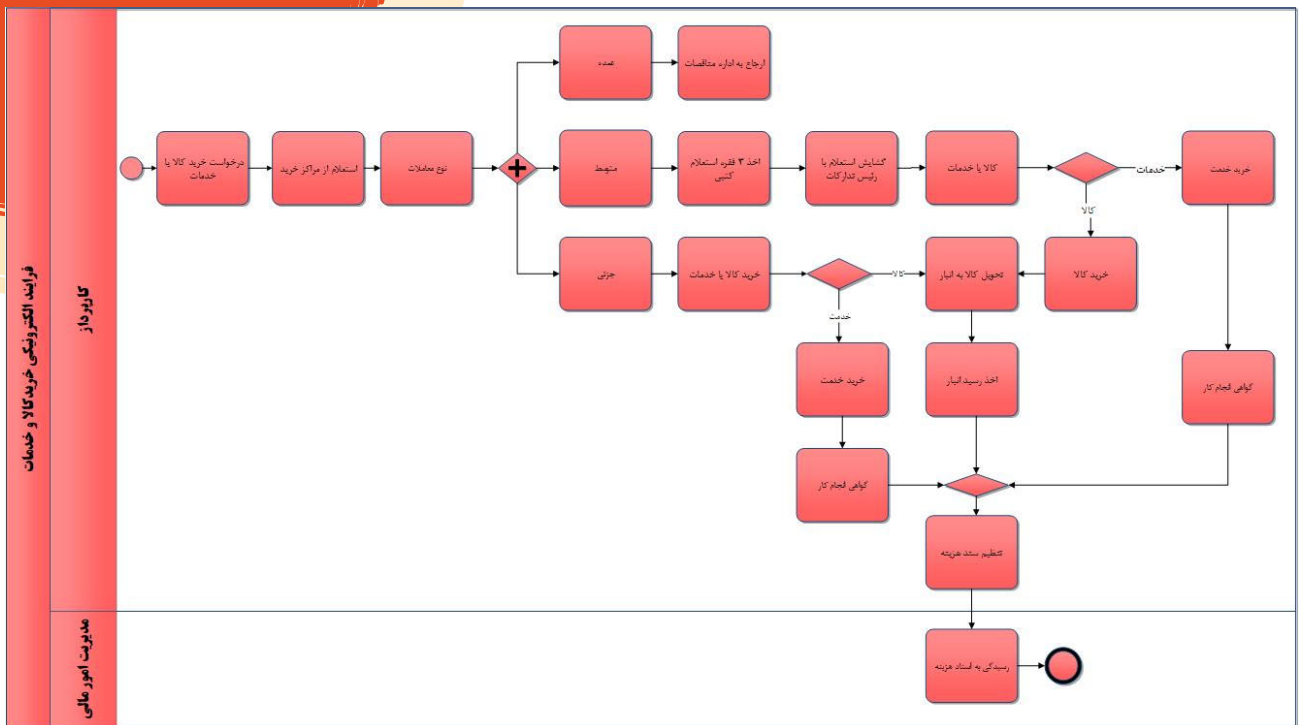 فرایند الکترونیکی خریدکالا و خدمات
کارپرداز
مدیریت امور مالی
درخواست خرید کالا یا
خدمات
استعلام از مراکز خرید
نوع معاملات
عمده
ارجاع به اداره مناقصات
متوسط
اخذ ۳ فقره استعلام
کتبی
گشایش استعلام با
رئیس تدارکات
کالا یا خدمات
خدمات
خرید خدمت
کالا
خرید کالا
جزئی
خرید کالا یا خدمات
کالا
تحویل کالا به انبار
خدمت
خرید خدمت
اخذ رسید انبار
گواهی انجام کار
گواهی انجام کار
تنظیم سند هزینه
رسیدگی به اسناد هزینه